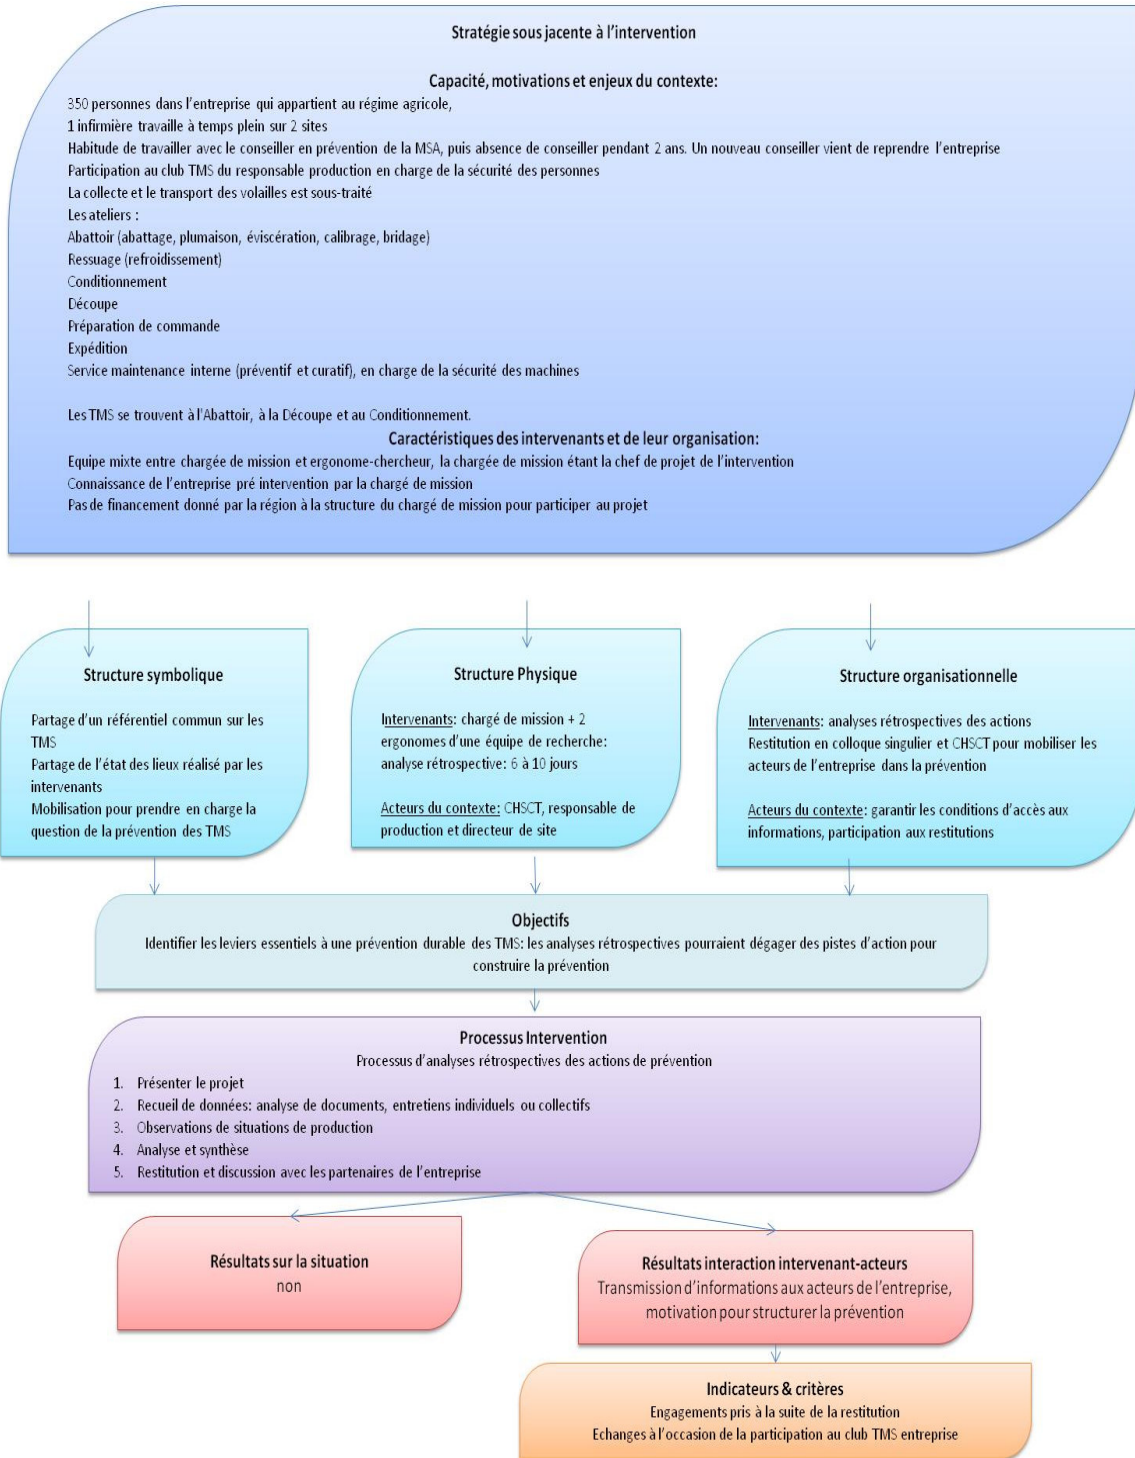 Stratégie sous jacente à l'intervention
Capacité, motivations et enjeux du contexte:
350 personnes dans l'entreprise qui appartient au régime agricole,
1 infirmière travaille à temps plein sur 2 sites
Habitude de travailler avec le conseiller en prévention de la MSA, puis absence de conseiller pendant 2 ans. Un nouveau conseiller vient de reprendre l'entreprise
Participation au club TMS du responsable production en charge de la sécurité des personnes
La collecte et le transport des volailles est sous-traité
Les ateliers :
Abattoir (abattage, plumaison, éviscération, calibrage, bridage)
Ressuage (refroidissement)
Conditionnement
Découpe
Préparation de commande
Expédition
Service maintenance interne (préventif et curatif), en charge de la sécurité des machines
Les TMS se trouvent à l'Abattoir, à la Découpe et au Conditionnement.
Caractéristiques des intervenants et de leur organisation:
Equipe mixte entre chargée de mission et ergonome-chercheur, la chargée de mission étant la chef de projet de l'intervention
Connaissance de l'entreprise pré intervention par la chargé de mission
Pas de financement donné par la région à la structure du chargé de mission pour participer au projet
Structure symbolique
Partage d'un référentiel commun sur les
TMS
Partage de l'état des lieux réalisé par les
intervenants
Mobilisation pour prendre en charge la
question de la prévention des TMS
Structure Physique
Intervenants: chargé de mission + 2
ergonomes d'une équipe de recherche:
analyse rétrospective: 6 à 10 jours
Acteurs du contexte: CHSCT, responsable de
production et directeur de site
Structure organisationnelle
Intervenants: analyses rétrospectives des actions
Restitution en colloque singulier et CHSCT pour mobiliser les
acteurs de l'entreprise dans la prévention
Acteurs du contexte: garantir les conditions d'accès aux
informations, participation aux restitutions
Objectifs
Identifier les leviers essentiels à une prévention durable des TMS: les analyses rétrospectives pourraient dégager des pistes d'action pour
construire la prévention
Processus Intervention
Processus d'analyses rétrospectives des actions de prévention
1. Présenter le projet
2. Recueil de données: analyse de documents, entretiens individuels ou collectifs
3. Observations de situations de production
4. Analyse et synthèse
5. Restitution et discussion avec les partenaires de l'entreprise
Résultats sur la situation
non
Résultats interaction intervenant-acteurs
Transmission d'informations aux acteurs de l'entreprise,
motivation pour structurer la prévention
Indicateurs & critères
Engagements pris à la suite de la restitution
Echanges à l'occasion de la participation au club TMS entreprise